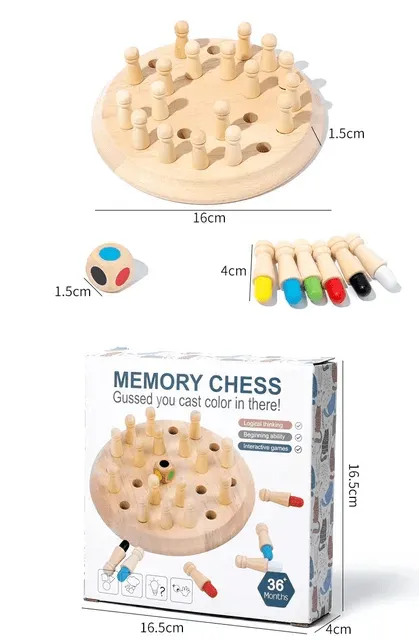 1.5cm
16cm
1.5cm
4cm
MEMORY CHESS
Gussed you cast color in there!
Logical thinking
Beginning ability
Interactive games
?
36+
Months
16.5cm
16.5cm
4cm